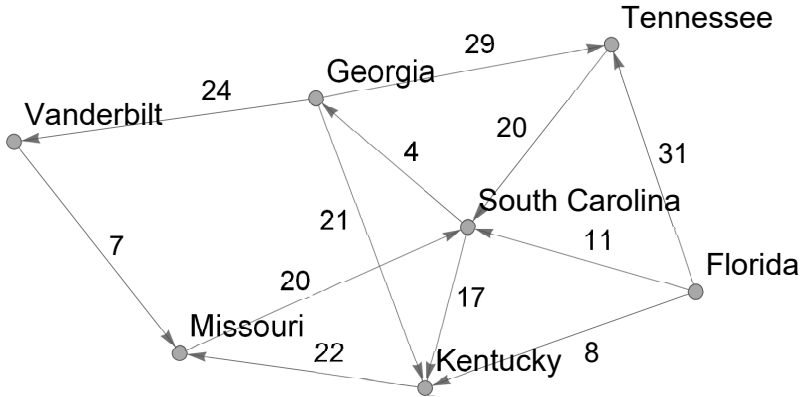 Tennessee
29
Georgia
24
Vanderbilt
20
4
31
South Carolina
21
11
7
Florida
20
17
Missouri
22
8
Kentucky